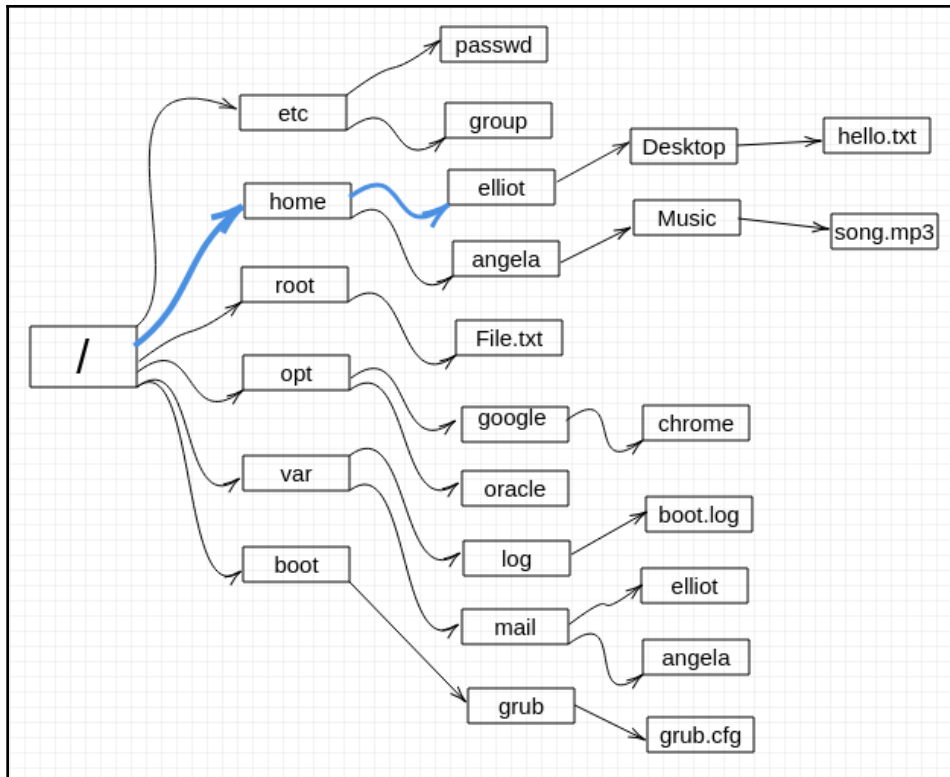 passwd
etc
group
hello.txt
Desktop
elliot
home
Music
song.mp3
angela
root
File.txt
/
opt
google
chrome
var
oracle
boot.log
log
boot
elliot
mail
angela
grub
grub.cfg